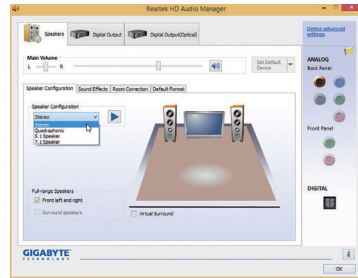 Realtek HD Audio Manager
Speakers
Digital Output
Digital Output(Optical)
Device advanced settings
Main Volume
L
R
Set Default Device
Speaker Configuration
Sound Effects
Room Correction
Default Format
Speaker Configuration
Stereo
Stereo
Quadraphonic
5.1 Speaker
7.1 Speaker
Full-range Speakers
Front left and right
Surround speakers
Virtual Surround
ANALOG
Back Panel
Front Panel
DIGITAL
GIGABYTE
TECHNOLOGY
OK